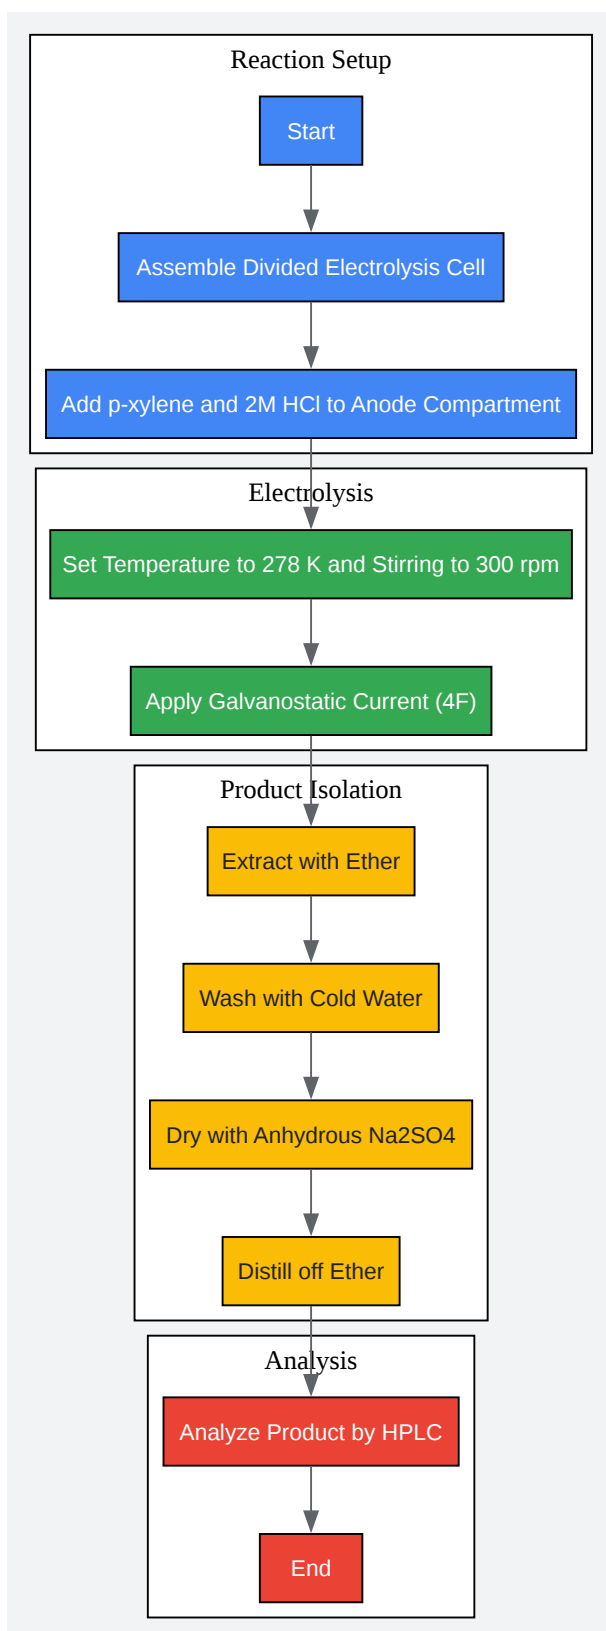 Reaction Setup
Start
Assemble Divided Electrolysis Cell
Add p-xylene and 2M HCl to Anode Compartment
Electrolysis
Set Temperature to 278 K and Stirring to 300 rpm
Apply Galvanostatic Current (4F)
Product Isolation
Extract with Ether
Wash with Cold Water
Dry with Anhydrous Na2SO4
Distill off Ether
Analysis
Analyze Product by HPLC
End